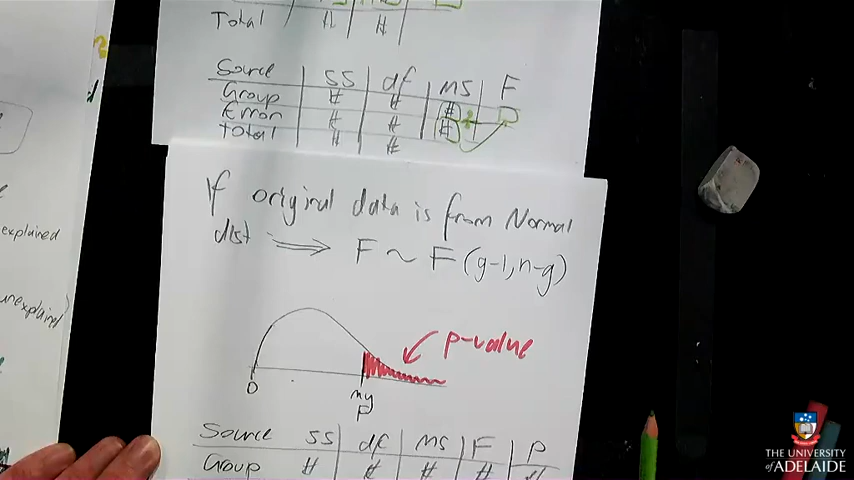 Total # #
Source SS df MS F
Group # # #
Error # # #
Total # #
explained
unexplained
If original data is from Normal
dist ⟹ F ~ F(g-1, n-g)
p-value
0
my
F
Source SS df MS F P
Group # # # # #
THE UNIVERSITY
of ADELAIDE